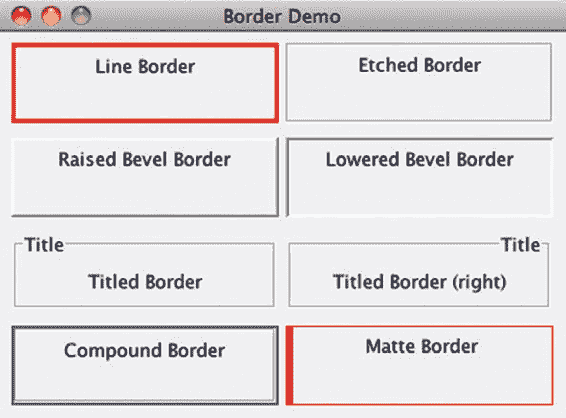 Border Demo
Line Border
Etched Border
Raised Bevel Border
Lowered Bevel Border
Title
Title
Titled Border
Titled Border (right)
Compound Border
Matte Border